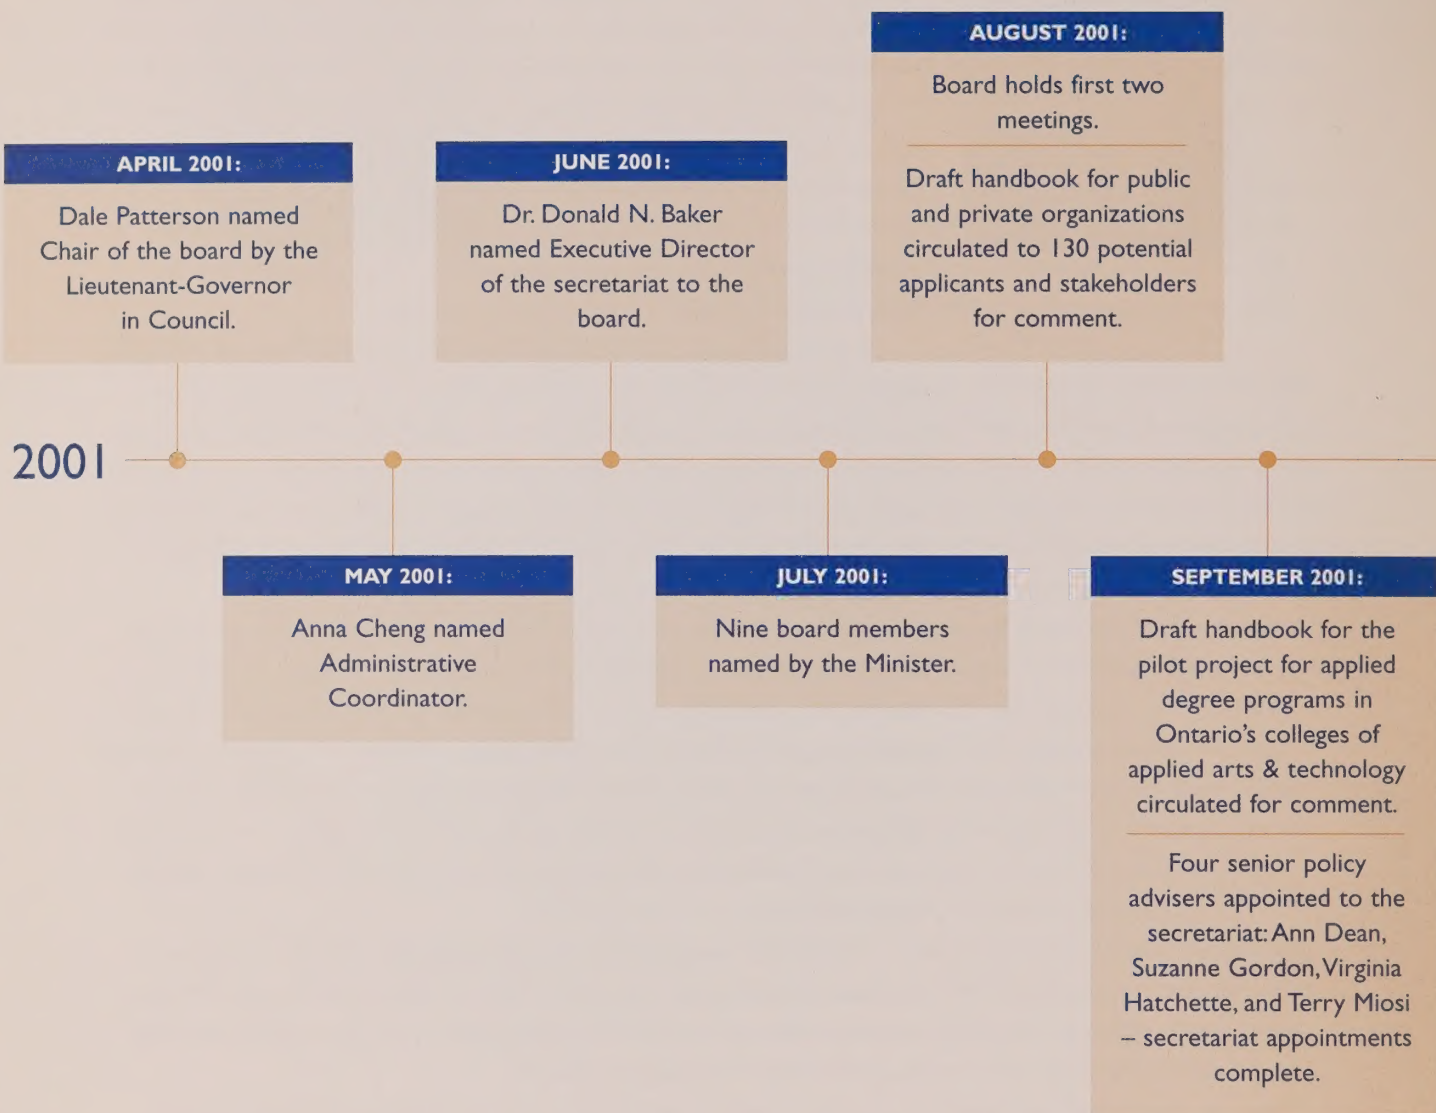 2001
APRIL 2001:
Dale Patterson named
Chair of the board by the
Lieutenant-Governor
in Council.
MAY 2001:
Anna Cheng named
Administrative
Coordinator.
JUNE 2001:
Dr. Donald N. Baker
named Executive Director
of the secretariat to the
board.
JULY 2001:
Nine board members
named by the Minister.
AUGUST 2001:
Board holds first two
meetings.
Draft handbook for public
and private organizations
circulated to 130 potential
applicants and stakeholders
for comment.
SEPTEMBER 2001:
Draft handbook for the
pilot project for applied
degree programs in
Ontario's colleges of
applied arts & technology
circulated for comment.
Four senior policy
advisers appointed to the
secretariat: Ann Dean,
Suzanne Gordon, Virginia
Hatchette, and Terry Miosi
– secretariat appointments
complete.